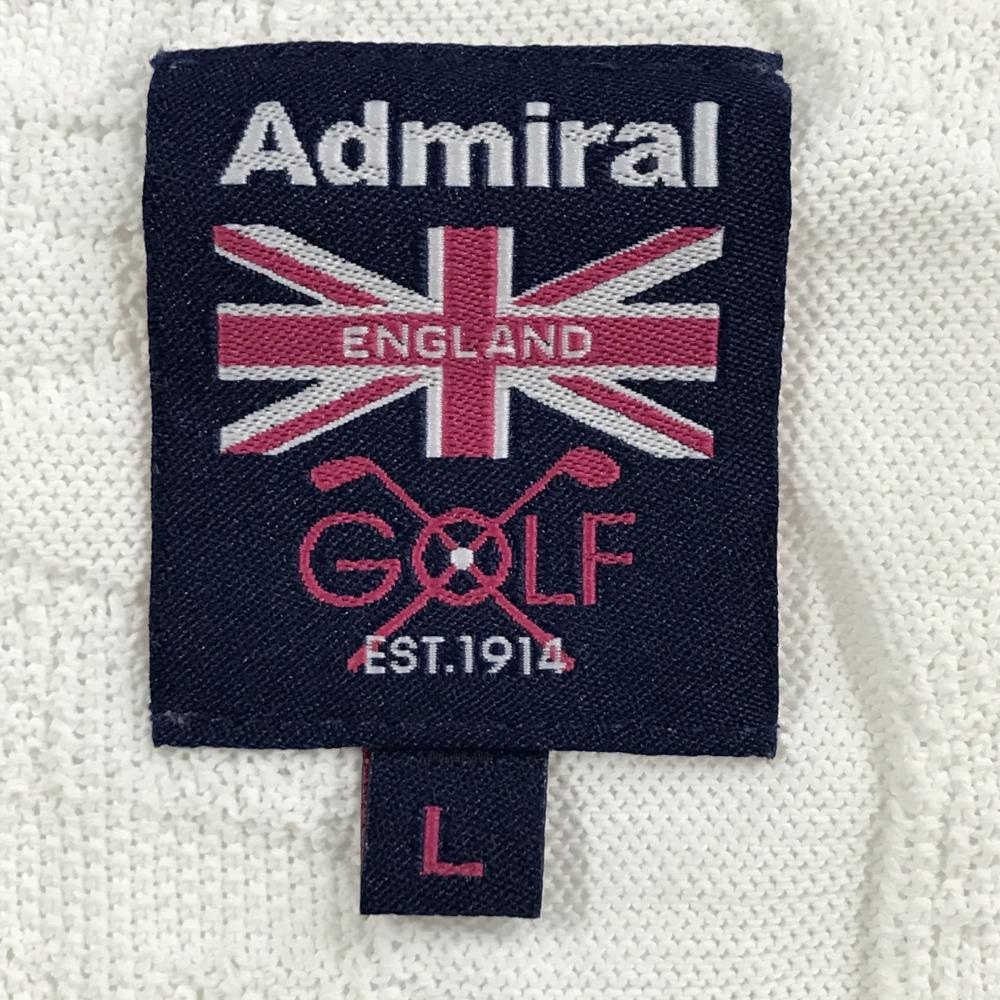 Admiral
ENGLAND
GOLF
EST.1914
L